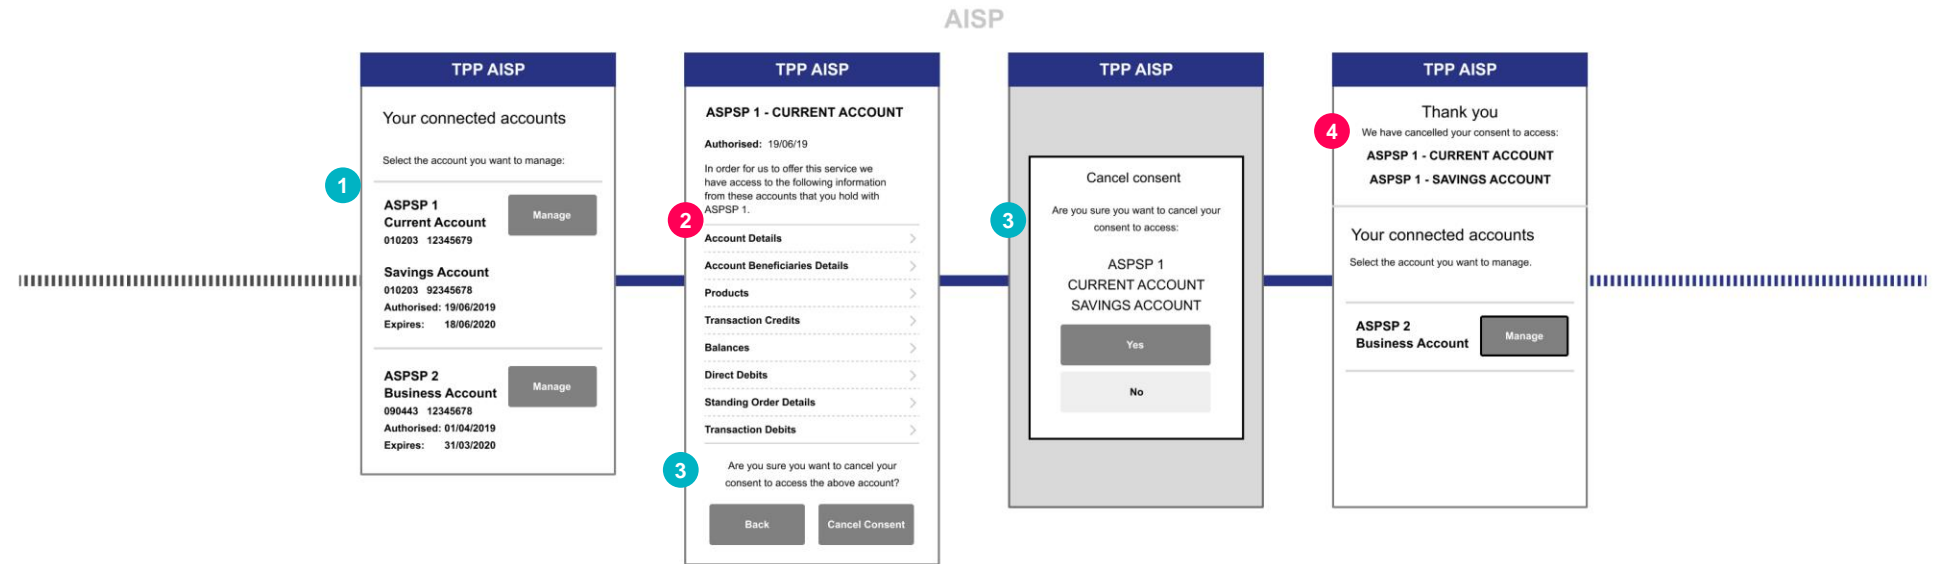 AISP
TPP AISP
Your connected accounts
Select the account you want to manage:
1
ASPSP 1
Current Account
010203 12345679
Manage
Savings Account
010203 92345678
Authorised: 19/06/2019
Expires: 18/06/2020
ASPSP 2
Business Account
090443 12345678
Authorised: 01/04/2019
Expires: 31/03/2020
Manage
TPP AISP
ASPSP 1 - CURRENT ACCOUNT
Authorised: 19/06/19
In order for us to offer this service we
have access to the following information
from these accounts that you hold with
ASPSP 1.
2
Account Details
Account Beneficiaries Details
Products
Transaction Credits
Balances
Direct Debits
Standing Order Details
Transaction Debits
3
Are you sure you want to cancel your
consent to access the above account?
Back
Cancel Consent
TPP AISP
Cancel consent
3
Are you sure you want to cancel your
consent to access:
ASPSP 1
CURRENT ACCOUNT
SAVINGS ACCOUNT
Yes
No
TPP AISP
Thank you
4
We have cancelled your consent to access:
ASPSP 1 - CURRENT ACCOUNT
ASPSP 1 - SAVINGS ACCOUNT
Your connected accounts
Select the account you want to manage.
ASPSP 2
Business Account
Manage